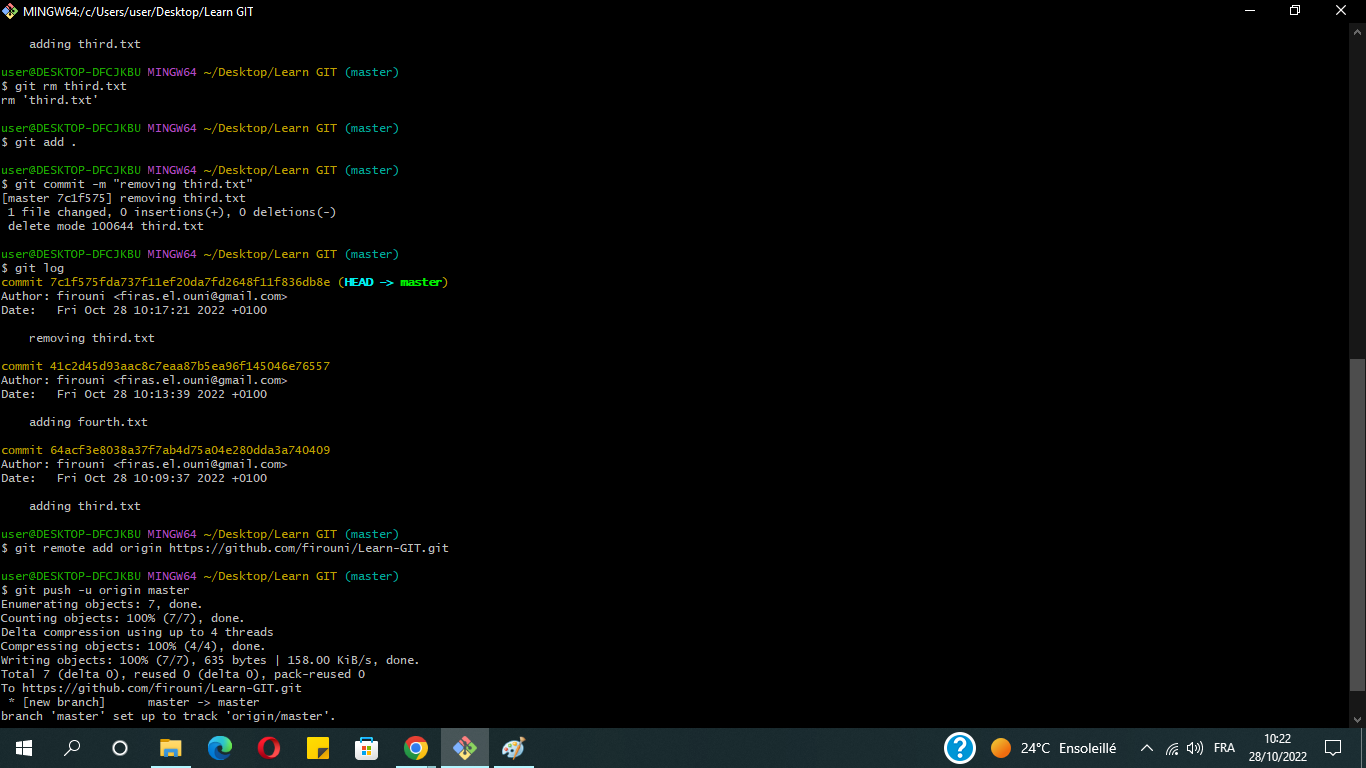 MINGW64:/c/Users/user/Desktop/Learn GIT
adding third.txt
user@DESKTOP-DFCJKBU MINGW64 ~/Desktop/Learn GIT (master)
$ git rm third.txt
rm 'third.txt'
user@DESKTOP-DFCJKBU MINGW64 ~/Desktop/Learn GIT (master)
$ git add .
user@DESKTOP-DFCJKBU MINGW64 ~/Desktop/Learn GIT (master)
$ git commit -m "removing third.txt"
[master 7c1f575] removing third.txt
1 file changed, 0 insertions(+), 0 deletions(-)
delete mode 100644 third.txt
user@DESKTOP-DFCJKBU MINGW64 ~/Desktop/Learn GIT (master)
$ git log
commit 7c1f575fda737f11ef20da7fd2648f11f836db8e (HEAD -> master)
Author: firouni <firas.el.ouni@gmail.com>
Date:   Fri Oct 28 10:17:21 2022 +0100
removing third.txt
commit 41c2d45d93aac8c7eaa87b5ea96f145046e76557
Author: firouni <firas.el.ouni@gmail.com>
Date:   Fri Oct 28 10:13:39 2022 +0100
adding fourth.txt
commit 64acf3e8038a37f7ab4d75a04e280dda3a740409
Author: firouni <firas.el.ouni@gmail.com>
Date:   Fri Oct 28 10:09:37 2022 +0100
adding third.txt
user@DESKTOP-DFCJKBU MINGW64 ~/Desktop/Learn GIT (master)
$ git remote add origin https://github.com/firouni/Learn-GIT.git
user@DESKTOP-DFCJKBU MINGW64 ~/Desktop/Learn GIT (master)
$ git push -u origin master
Enumerating objects: 7, done.
Counting objects: 100% (7/7), done.
Delta compression using up to 4 threads
Compressing objects: 100% (4/4), done.
Writing objects: 100% (7/7), 635 bytes | 158.00 KiB/s, done.
Total 7 (delta 0), reused 0 (delta 0), pack-reused 0
To https://github.com/firouni/Learn-GIT.git
* [new branch]      master -> master
branch 'master' set up to track 'origin/master'.
24°C Ensoleillé
FRA
10:22
28/10/2022